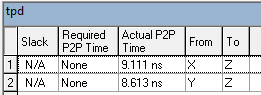 tpd
Slack Required P2P Time Actual P2P Time From To
1 N/A None 9.111 ns X Z
2 N/A None 8.613 ns Y Z